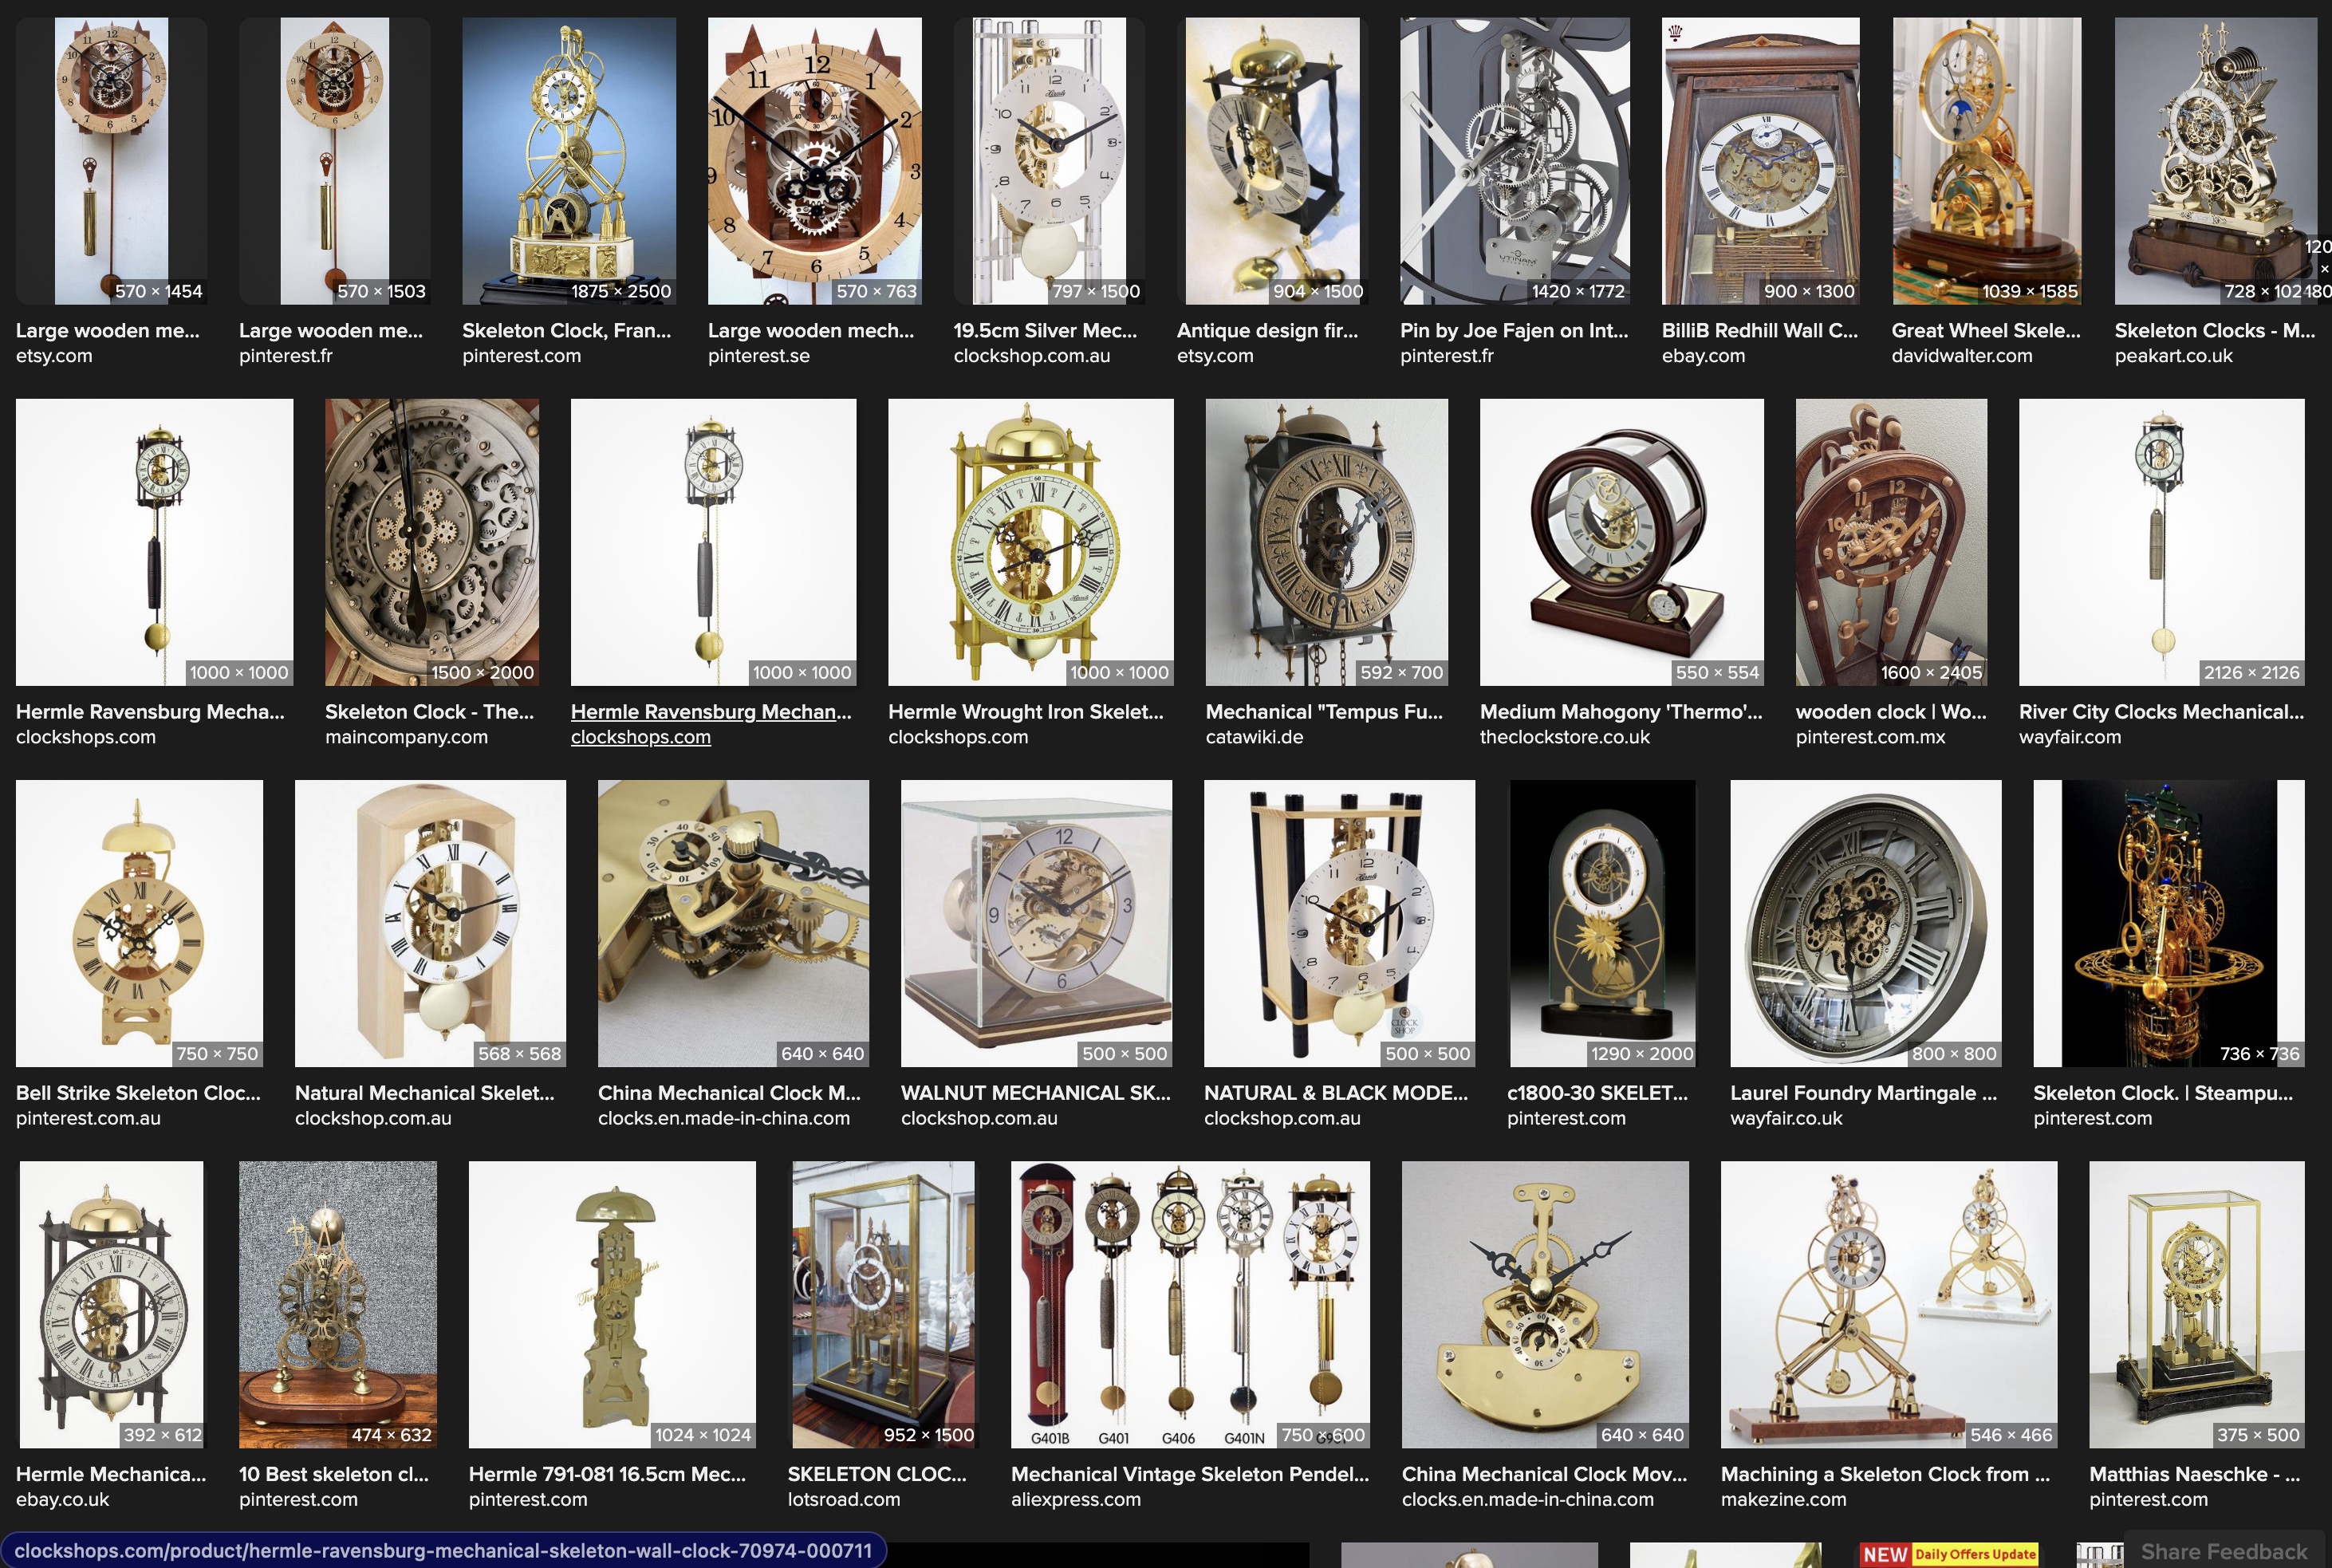 570 × 1454
570 × 1503
1875 × 2500
570 × 763
797 × 1500
904 × 1500
UTINAM
1420 × 1772
900 × 1300
1039 × 1585
728 × 102
120
×
480
Large wooden me...
etsy.com
Large wooden me...
pinterest.fr
Skeleton Clock, Fran...
pinterest.com
Large wooden mech...
pinterest.se
19.5cm Silver Mec...
clockshop.com.au
Antique design fir...
etsy.com
Pin by Joe Fajen on Int...
pinterest.fr
BilliB Redhill Wall C...
ebay.com
Great Wheel Skele...
davidwalter.com
Skeleton Clocks - M...
peakart.co.uk
1000 × 1000
1500 × 2000
1000 × 1000
1000 × 1000
592 × 700
550 × 554
1600 × 2405
2126 × 2126
Hermle Ravensburg Mecha...
clockshops.com
Skeleton Clock - The...
maincompany.com
Hermle Ravensburg Mechan...
clockshops.com
Hermle Wrought Iron Skelet...
clockshops.com
Mechanical "Tempus Fu...
catawiki.de
Medium Mahogony 'Thermo'...
theclockstore.co.uk
wooden clock | Wo...
pinterest.com.mx
River City Clocks Mechanical...
wayfair.com
750 × 750
568 × 568
640 × 640
500 × 500
CLOCK
SHOP
500 × 500
1290 × 2000
800 × 800
736 × 736
Bell Strike Skeleton Cloc...
pinterest.com.au
Natural Mechanical Skelet...
clockshop.com.au
China Mechanical Clock M...
clocks.en.made-in-china.com
WALNUT MECHANICAL SK...
clockshop.com.au
NATURAL & BLACK MODE...
clockshop.com.au
c1800-30 SKELET...
pinterest.com
Laurel Foundry Martingale ...
wayfair.co.uk
Skeleton Clock. | Steampu...
pinterest.com
392 × 612
474 × 632
1024 × 1024
952 × 1500
G401B G401 G406 G401N
750 × 600
640 × 640
546 × 466
375 × 500
Hermle Mechanica...
ebay.co.uk
10 Best skeleton cl...
pinterest.com
Hermle 791-081 16.5cm Mec...
pinterest.com
SKELETON CLOC...
lotsroad.com
Mechanical Vintage Skeleton Pendel...
aliexpress.com
China Mechanical Clock Mov...
clocks.en.made-in-china.com
Machining a Skeleton Clock from ...
makezine.com
Matthias Naeschke - ...
pinterest.com
clockshops.com/product/hermle-ravensburg-mechanical-skeleton-wall-clock-70974-000711
NEW Daily Offers Update
Share Feedback